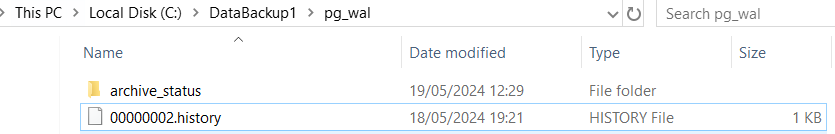 This PC > Local Disk (C:) > DataBackup1 > pg_wal Search pg_wal
Name Date modified Type Size
archive_status 19/05/2024 12:29 File folder
00000002.history 18/05/2024 19:21 HISTORY File 1 KB